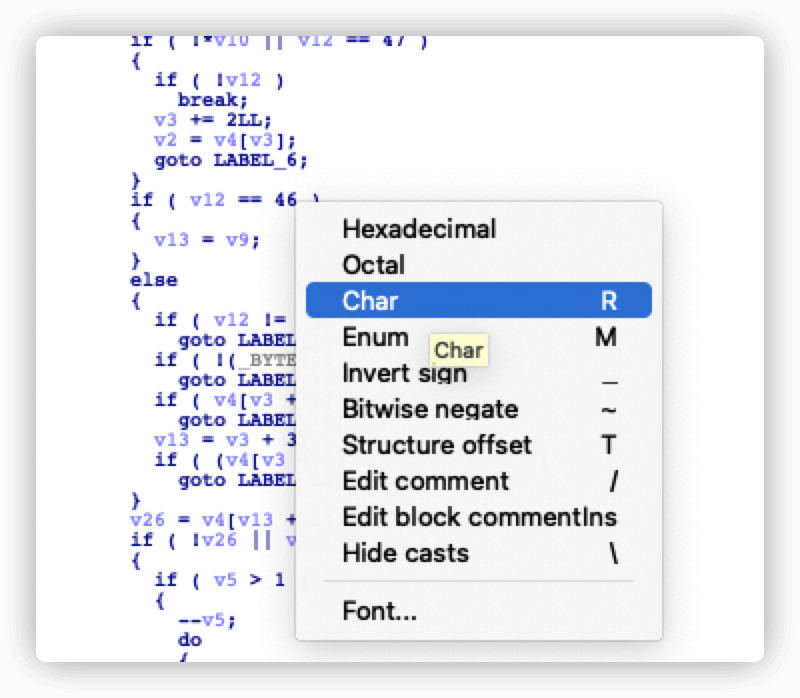 if ( !*v10 || v12 == 47 )
{
if ( !v12 )
break;
v3 += 2LL;
v2 = v4[v3];
goto LABEL_6;
}
if ( v12 == 46 )
{
v13 = v9;
}
else
{
if ( v12 !=
goto LABEL
if ( !(_BYTE
goto LABEL
if ( v4[v3 +
goto LABEL
v13 = v3 + 3
if ( (v4[v3
goto LABEL
}
v26 = v4[v13 +
if ( !v26 || v
{
if ( v5 > 1
{
--v5;
do
{
Hexadecimal
Octal
Char R
Enum M
Char
Invert sign _
Bitwise negate ~
Structure offset T
Edit comment /
Edit block commentIns
Hide casts \
Font...